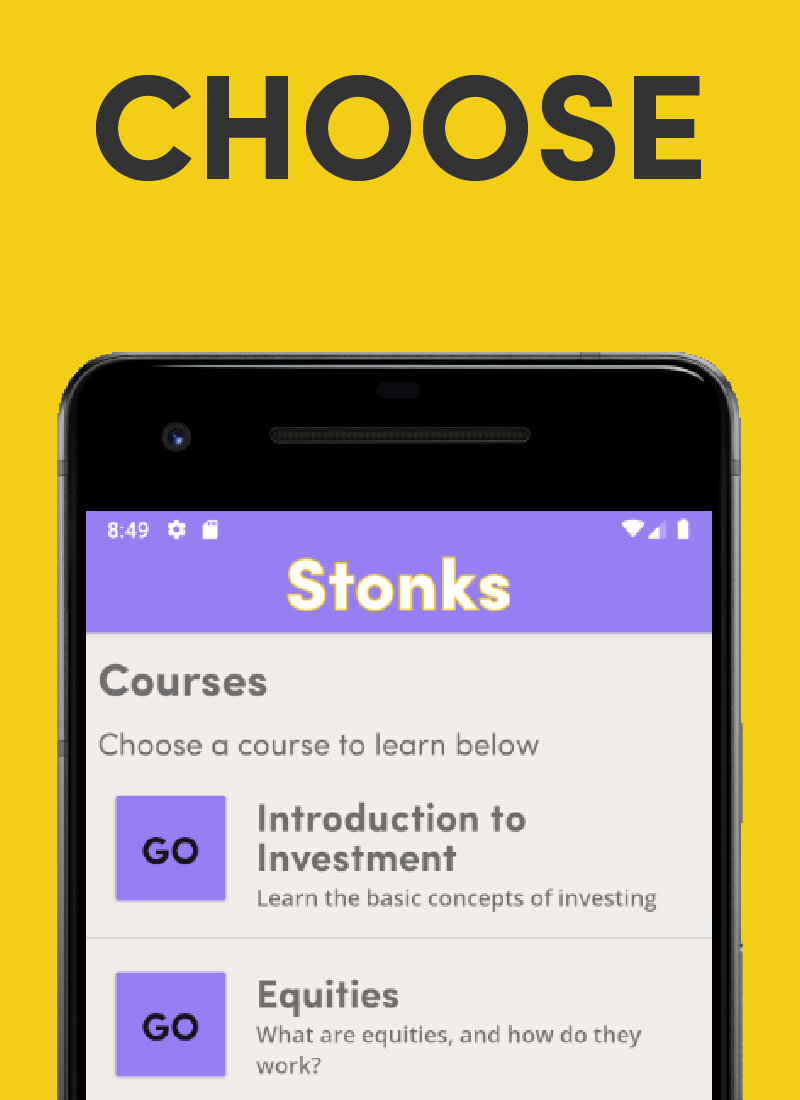 CHOOSE
8:49
Stonks
Courses
Choose a course to learn below
GO
Introduction to
Investment
Learn the basic concepts of investing
GO
Equities
What are equities, and how do they
work?